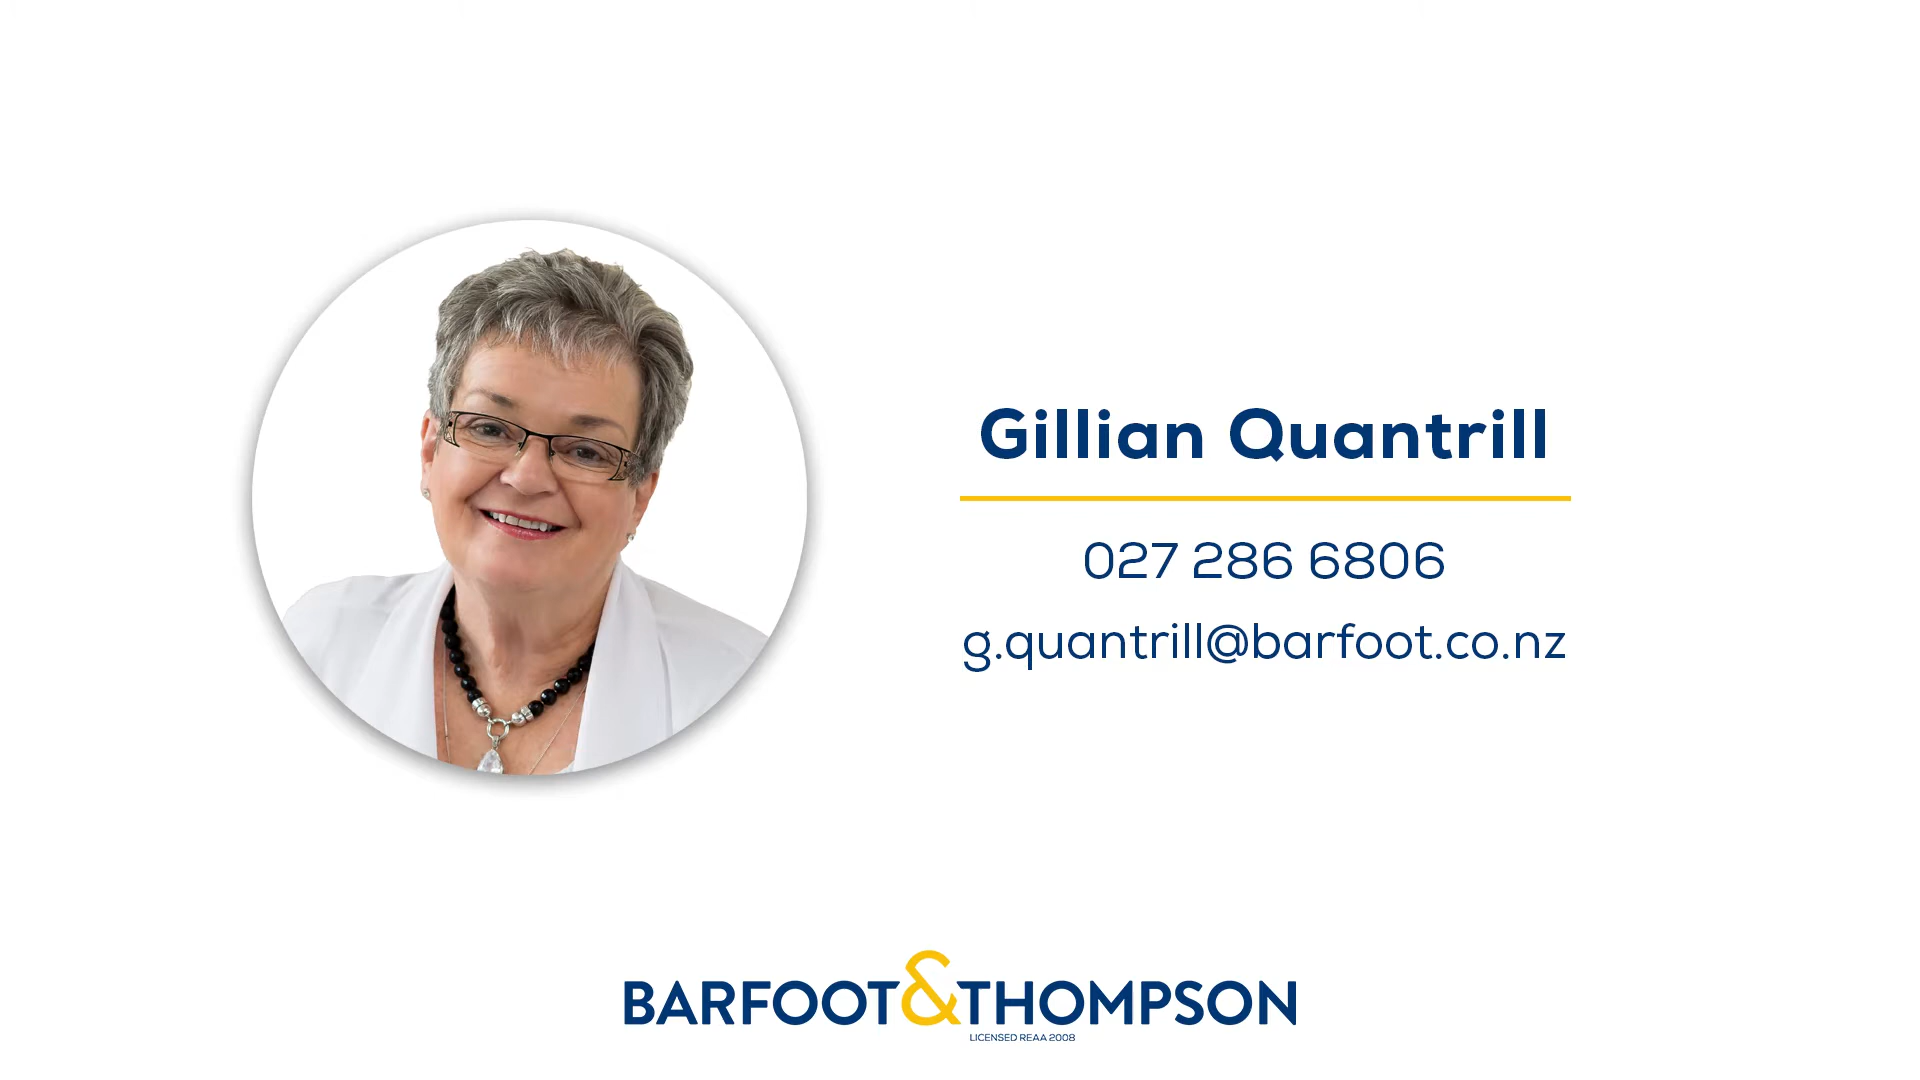 Gillian Quantrill
027 286 6806
g.quantrill@barfoot.co.nz
BARFOOT&THOMPSON
LICENSED REAA 2008